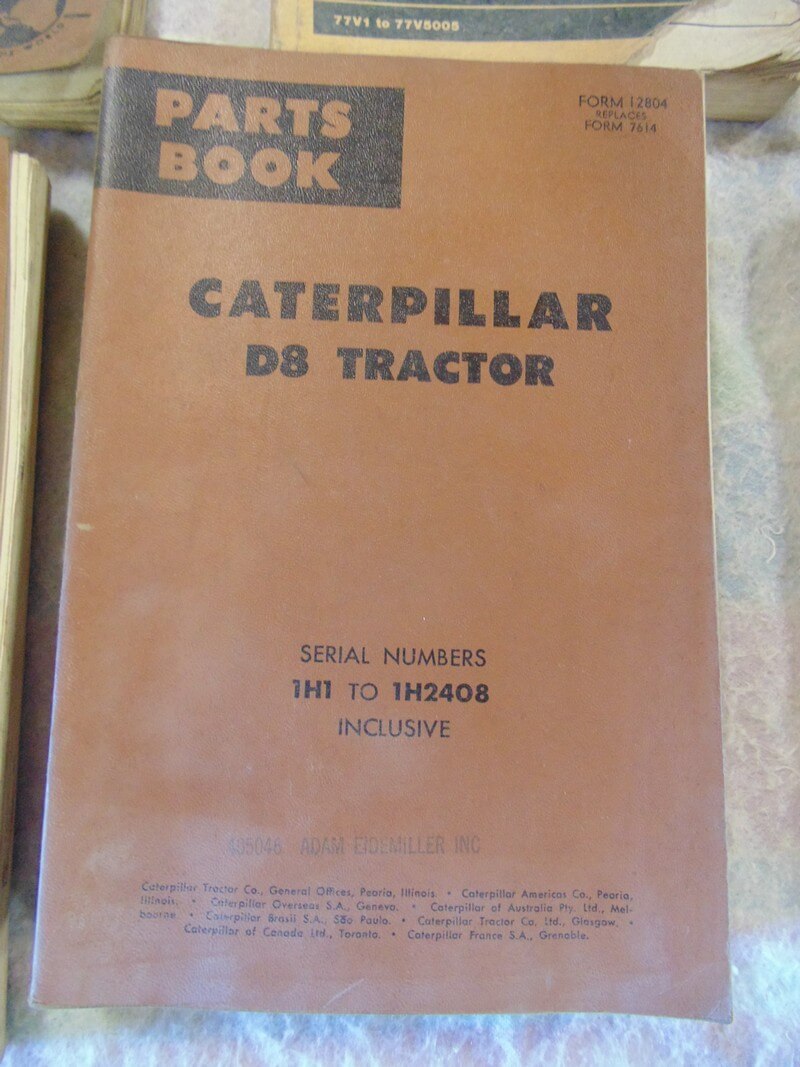 WORLD
77V1 to 77V5005
PARTS
BOOK
FORM 12804
REPLACES
FORM 7614
CATERPILLAR
D8 TRACTOR
SERIAL NUMBERS
1H1 TO 1H2408
INCLUSIVE
495046 ADAM EIDEMILLER INC
Caterpillar Tractor Co., General Offices, Peoria, Illinois. • Caterpillar Americas Co., Peoria,
Illinois. • Caterpillar Overseas S.A., Geneva. • Caterpillar of Australia Pty. Ltd., Mel-
bourne. • Caterpillar Brasil S.A., São Paulo. • Caterpillar Tractor Co. Ltd., Glasgow. •
Caterpillar of Canada Ltd., Toronto. • Caterpillar France S.A., Grenoble.